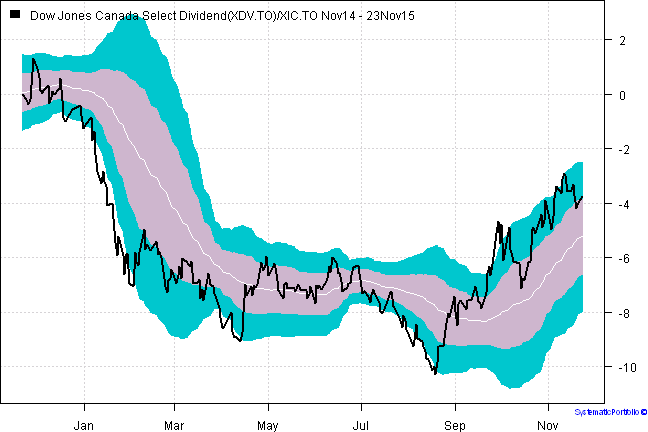 Dow Jones Canada Select Dividend(XDV.TO)/XIC.TO Nov14 - 23Nov15
2
0
-2
-4
-6
-8
-10
Jan Mar May Jul Sep Nov
SystematicPortfolio ©